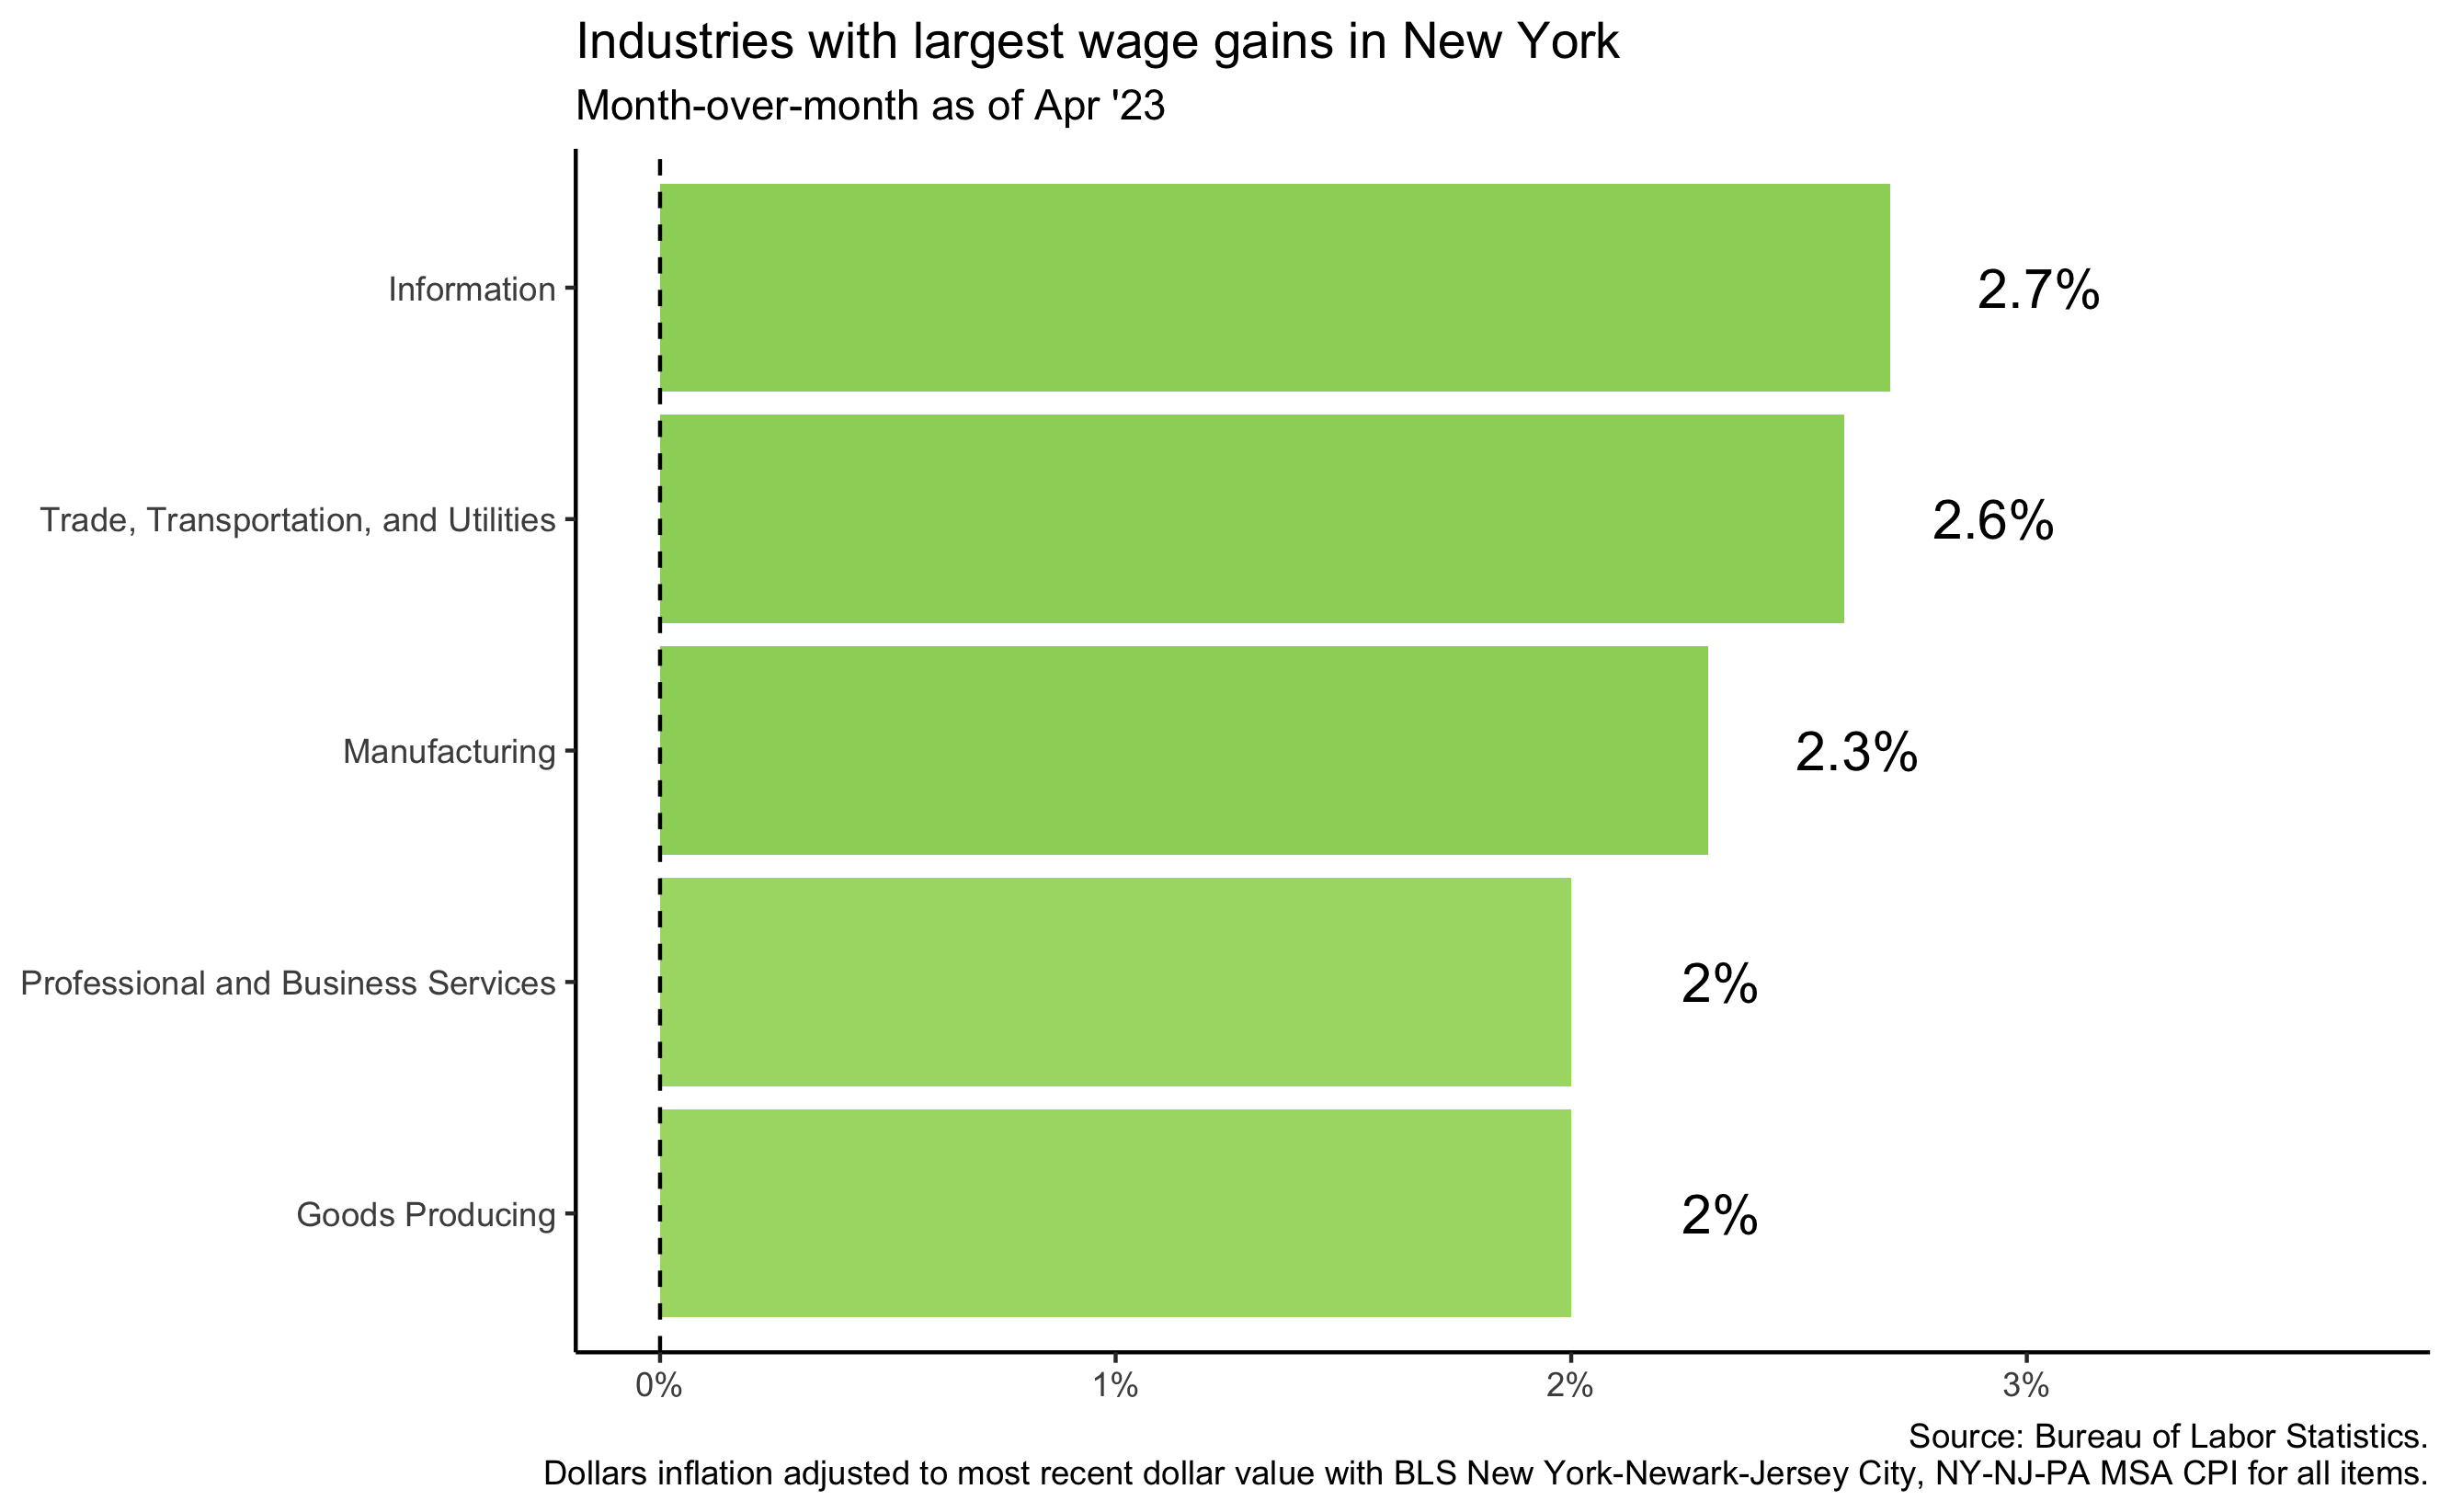 Industries with largest wage gains in New York
Month-over-month as of Apr '23
Information
2.7%
Trade, Transportation, and Utilities
2.6%
Manufacturing
2.3%
Professional and Business Services
2%
Goods Producing
2%
0%
1%
2%
3%
Source: Bureau of Labor Statistics.
Dollars inflation adjusted to most recent dollar value with BLS New York-Newark-Jersey City, NY-NJ-PA MSA CPI for all items.